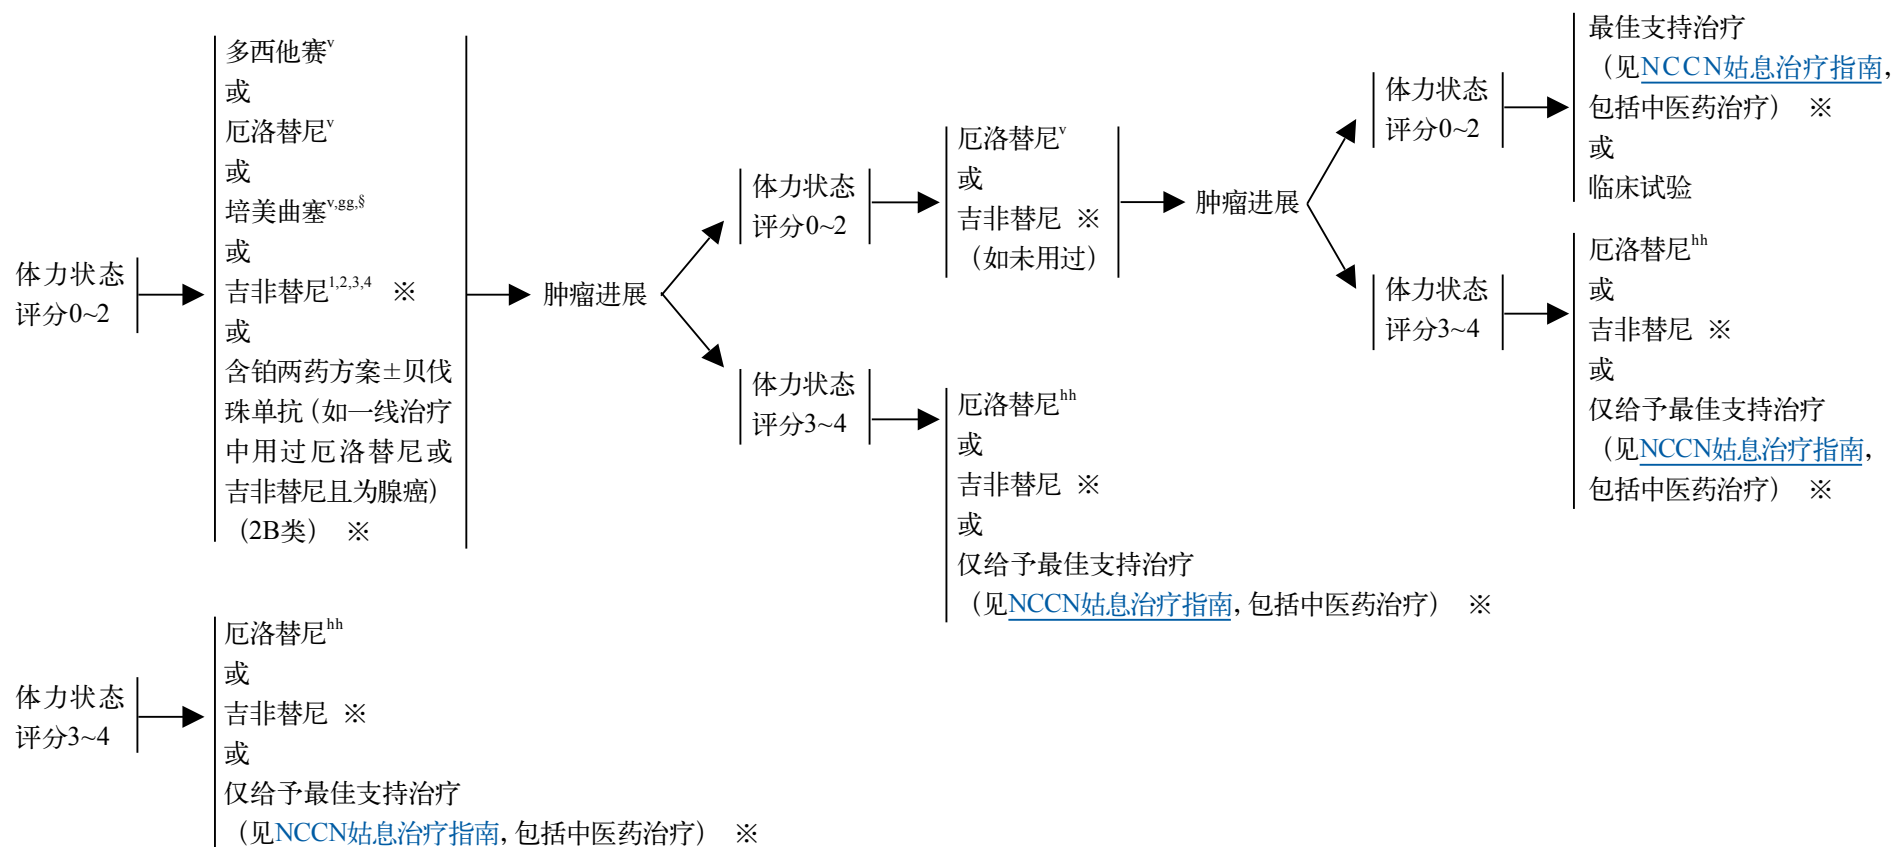 体力状态
评分0~2
多西他赛v
或
厄洛替尼v
或
培美曲塞v,gg,§
或
吉非替尼1,2,3,4 ※
或
含铂两药方案±贝伐
珠单抗（如一线治疗
中用过厄洛替尼或
吉非替尼且为腺癌）
（2B类） ※
肿瘤进展
体力状态
评分0~2
厄洛替尼v
或
吉非替尼 ※
（如未用过）
肿瘤进展
体力状态
评分0~2
最佳支持治疗
（见NCCN姑息治疗指南,
包括中医药治疗） ※
或
临床试验
体力状态
评分3~4
厄洛替尼hh
或
吉非替尼 ※
或
仅给予最佳支持治疗
（见NCCN姑息治疗指南,
包括中医药治疗） ※
体力状态
评分3~4
厄洛替尼hh
或
吉非替尼 ※
或
仅给予最佳支持治疗
（见NCCN姑息治疗指南, 包括中医药治疗） ※
体力状态
评分3~4
厄洛替尼hh
或
吉非替尼 ※
或
仅给予最佳支持治疗
（见NCCN姑息治疗指南, 包括中医药治疗） ※